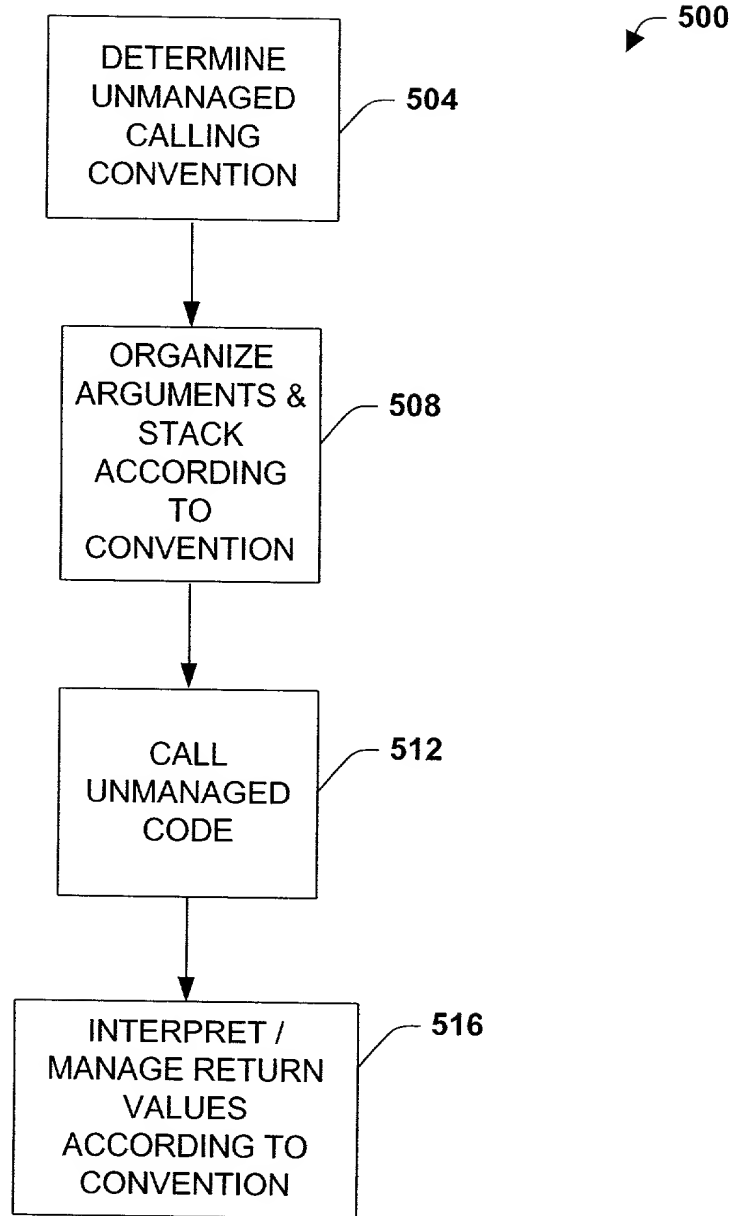 500
DETERMINE
UNMANAGED
CALLING
CONVENTION
504
ORGANIZE
ARGUMENTS &
STACK
ACCORDING
TO
CONVENTION
508
CALL
UNMANAGED
CODE
512
INTERPRET /
MANAGE RETURN
VALUES
ACCORDING TO
CONVENTION
516